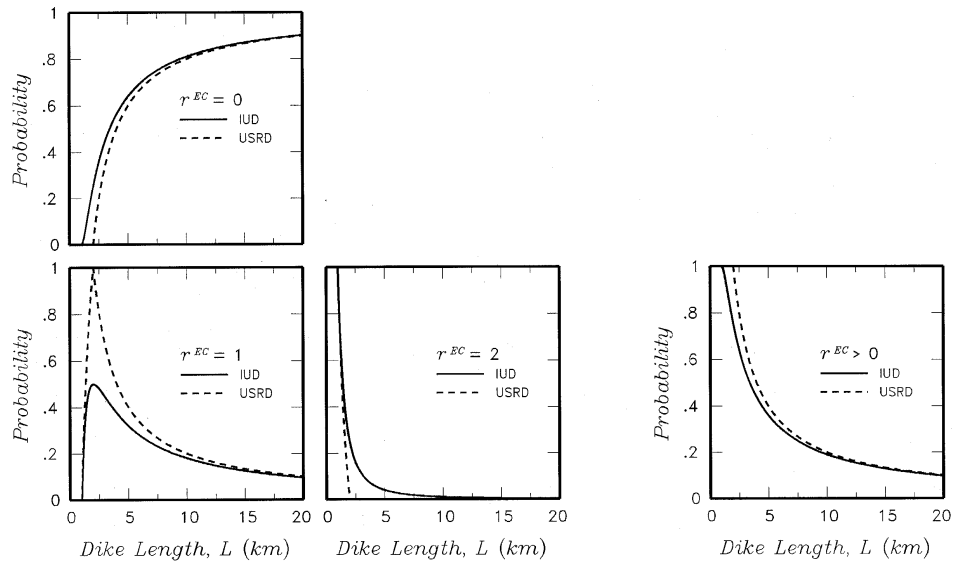 1
.8
.6
.4
.2
0
Probability
r^EC = 0
IUD
USRD
1
.8
.6
.4
.2
0
Probability
r^EC = 1
IUD
USRD
0 5 10 15 20
Dike Length, L (km)
r^EC = 2
IUD
USRD
0 5 10 15 20
Dike Length, L (km)
1
.8
.6
.4
.2
0
Probability
r^EC > 0
IUD
USRD
0 5 10 15 20
Dike Length, L (km)